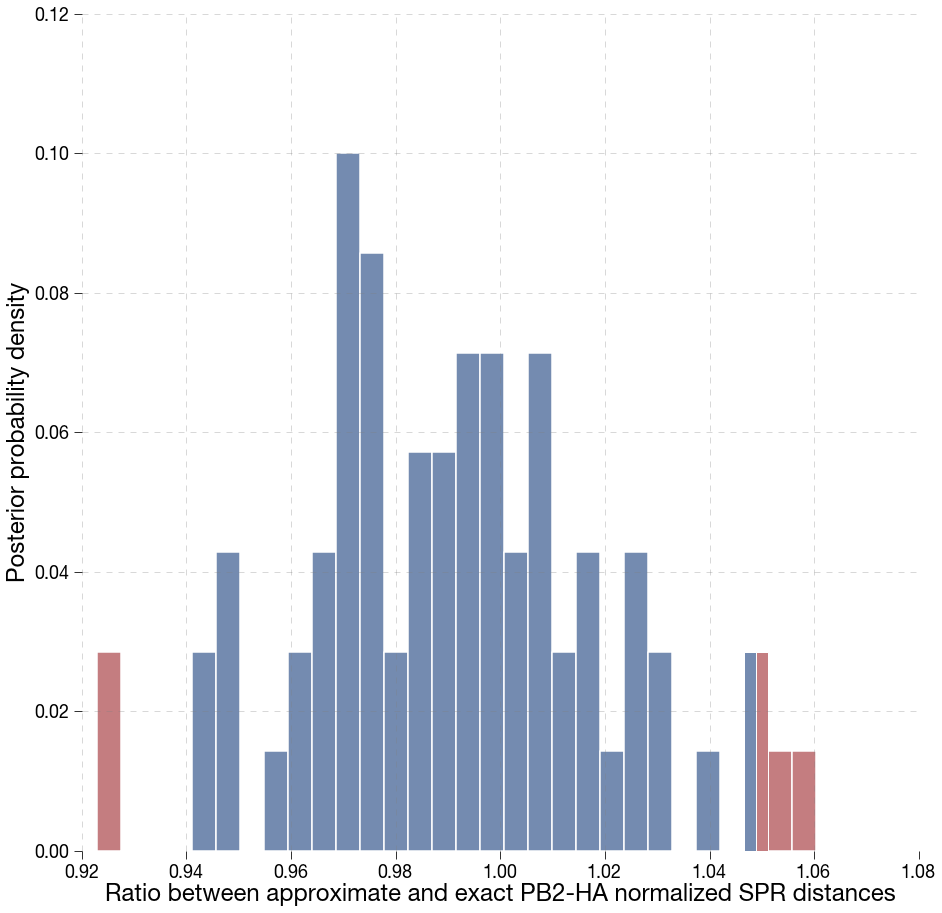 0.12
0.10
0.08
0.06
0.04
0.02
0.00
Posterior probability density
0.92 0.94 0.96 0.98 1.00 1.02 1.04 1.06 1.08
Ratio between approximate and exact PB2-HA normalized SPR distances